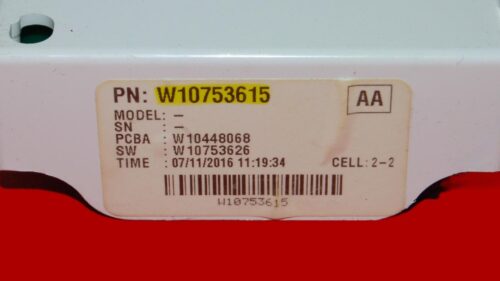 PN: W10753615 AA
MODEL: –
SN –
PCBA : W10448068
SW : W10753626
TIME : 07/11/2016 11:19:34 CELL: 2-2
W10753615